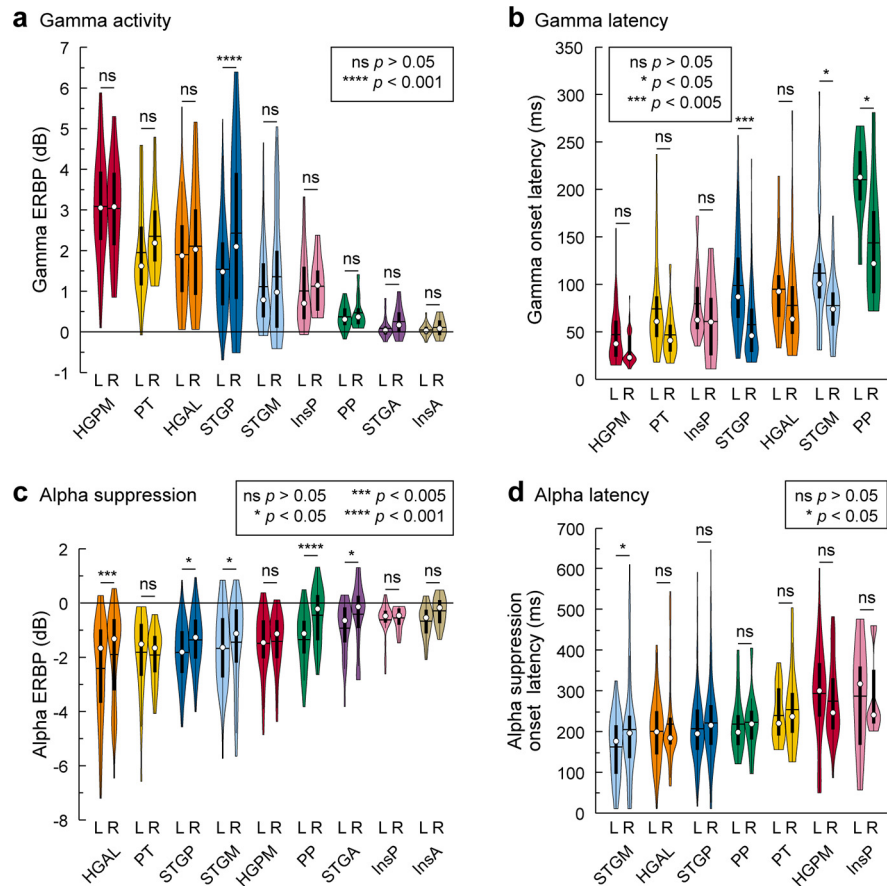 a Gamma activity
ns p > 0.05
**** p < 0.001
Gamma ERBP (dB)
7
6
5
4
3
2
1
0
-1
ns
ns
ns
****
ns
ns
ns
ns
ns
L R L R L R L R L R L R L R L R L R
HGPM
PT
HGAL
STGP
STGM
InsP
PP
STGA
InsA
b Gamma latency
ns p > 0.05
* p < 0.05
*** p < 0.005
Gamma onset latency (ms)
350
300
250
200
150
100
50
0
ns
ns
ns
***
ns
*
*
L R L R L R L R L R L R L R
HGPM
PT
InsP
STGP
HGAL
STGM
PP
c Alpha suppression
ns p > 0.05 *** p < 0.005
* p < 0.05 **** p < 0.001
Alpha ERBP (dB)
2
0
-2
-4
-6
-8
***
ns
*
*
ns
****
*
ns
ns
L R L R L R L R L R L R L R L R L R
HGAL
PT
STGP
STGM
HGPM
PP
STGA
InsP
InsA
d Alpha latency
ns p > 0.05
* p < 0.05
Alpha suppression
onset latency (ms)
700
600
500
400
300
200
100
0
*
ns
ns
ns
ns
ns
ns
L R L R L R L R L R L R L R
STGM
HGAL
STGP
PP
PT
HGPM
InsP